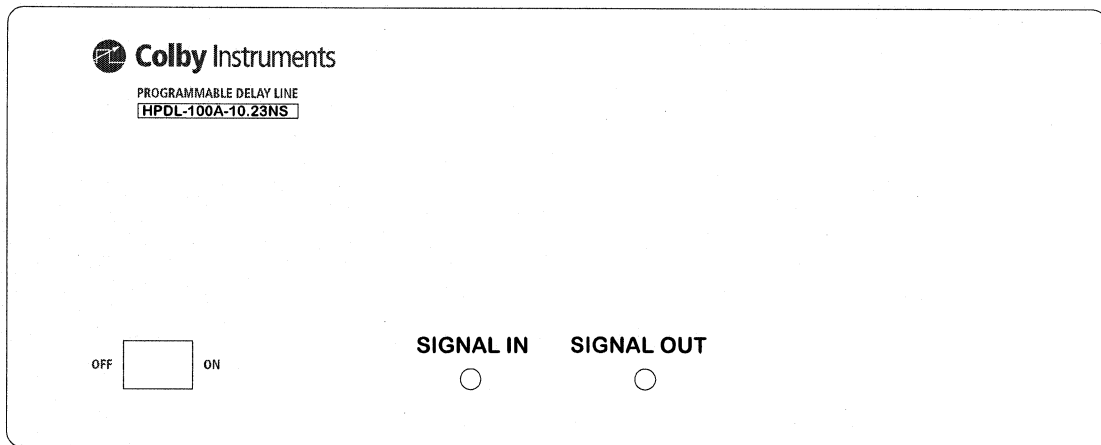 Colby Instruments
PROGRAMMABLE DELAY LINE
HPDL-100A-10.23NS
SIGNAL IN SIGNAL OUT
OFF ON